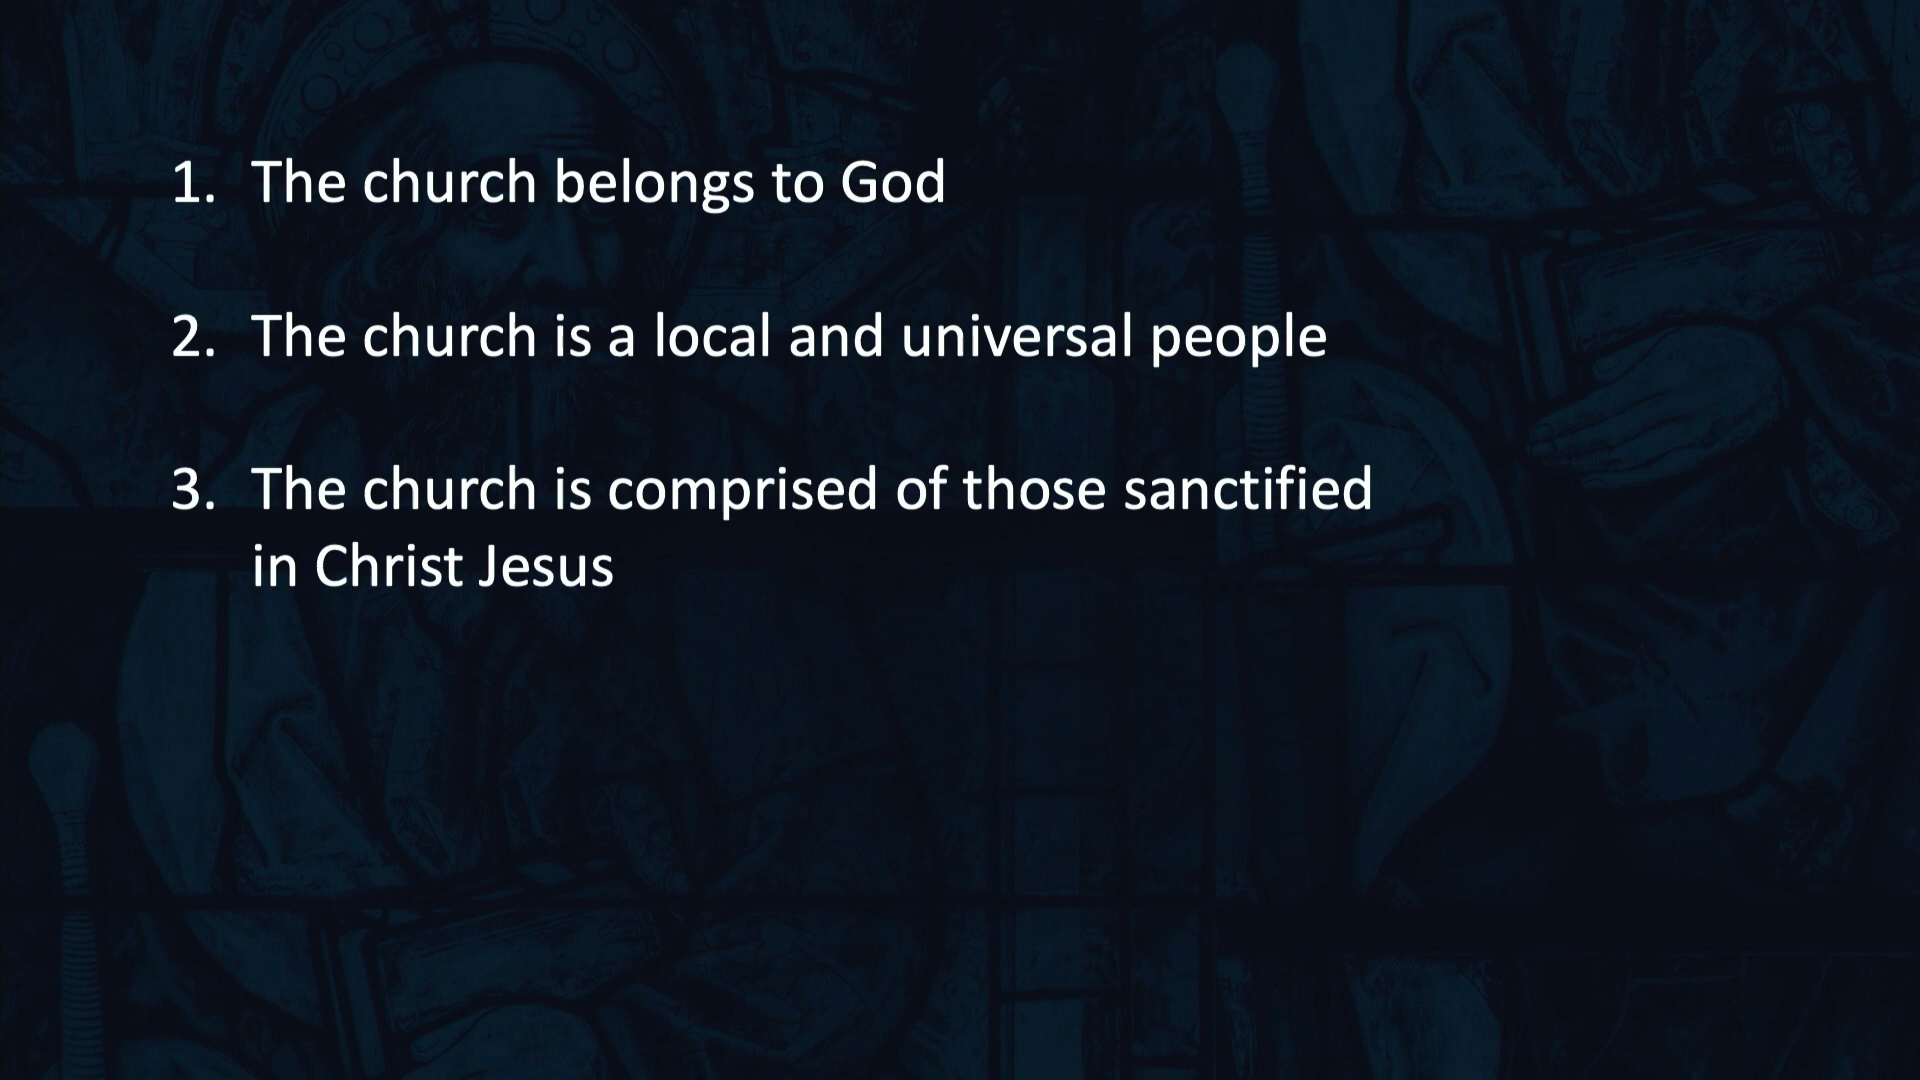 1. The church belongs to God
2. The church is a local and universal people
3. The church is comprised of those sanctified
in Christ Jesus